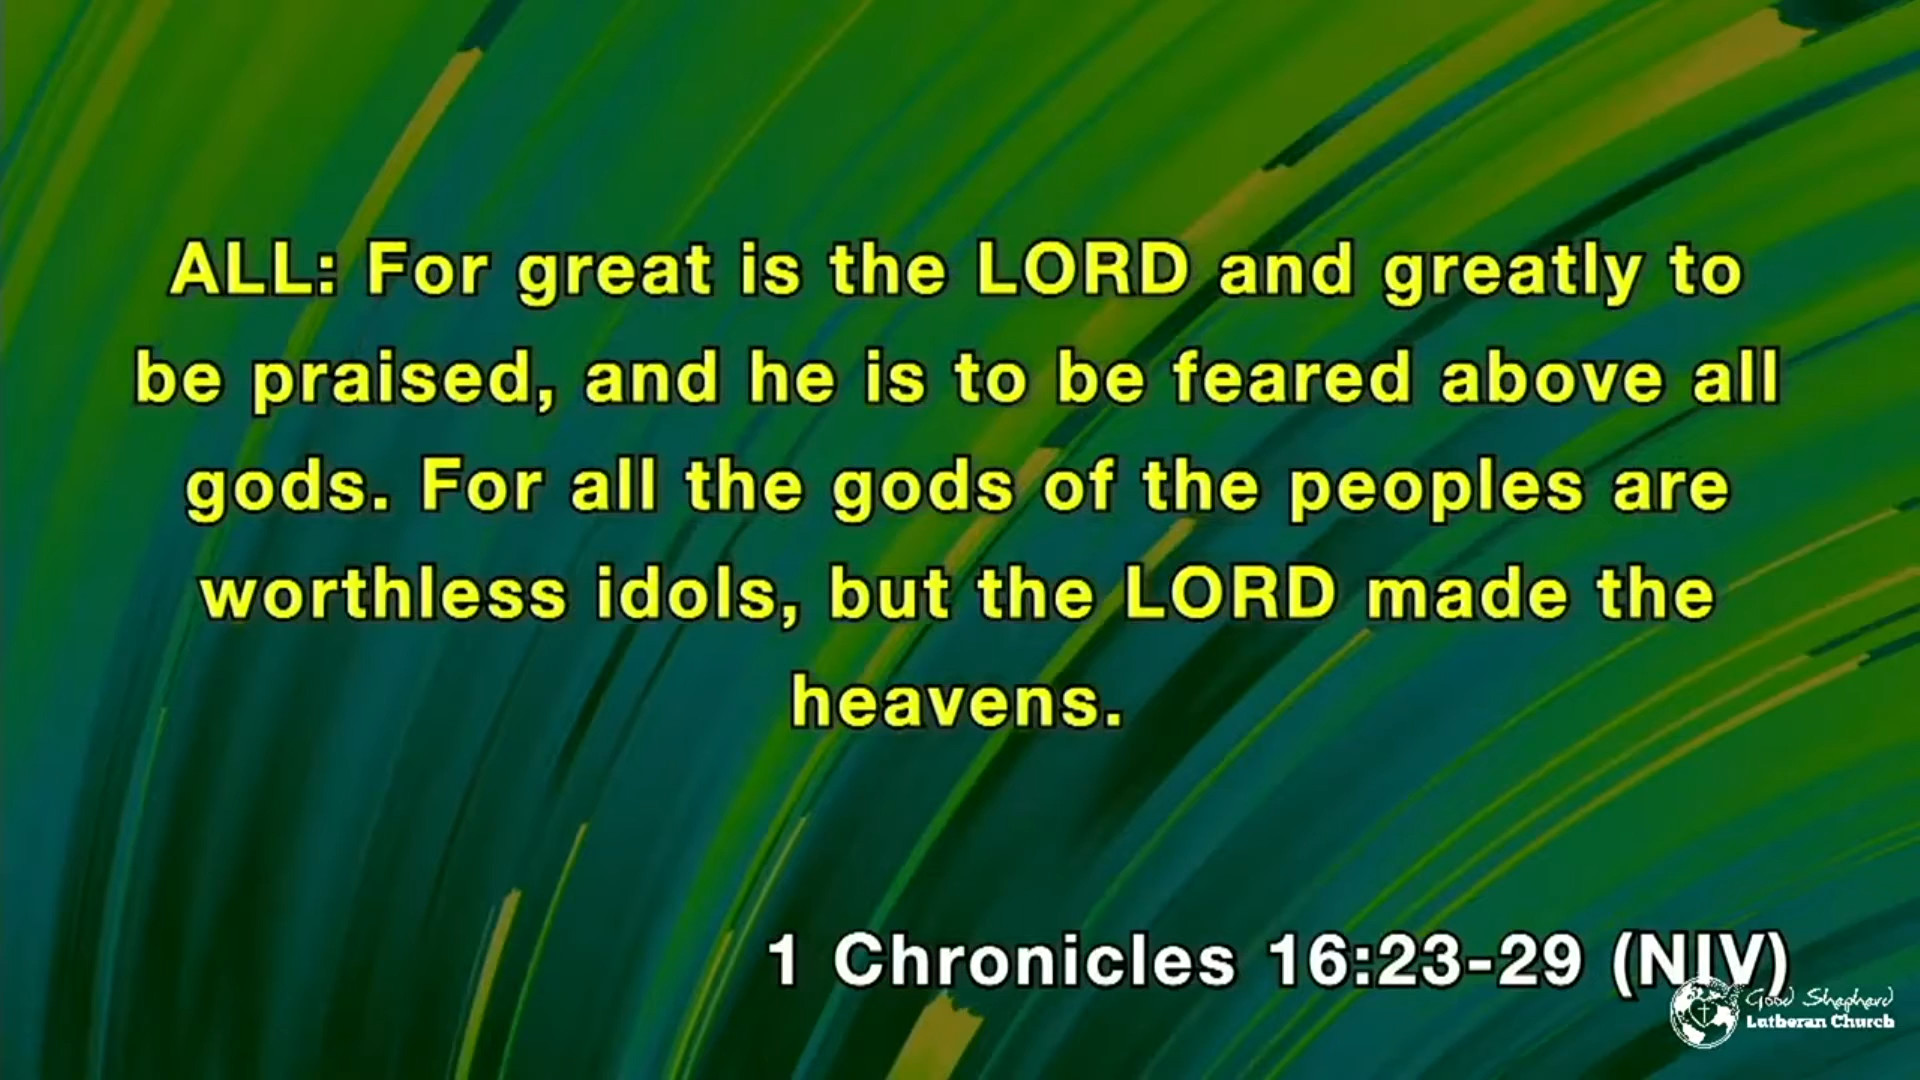 ALL: For great is the LORD and greatly to
be praised, and he is to be feared above all
gods. For all the gods of the peoples are
worthless idols, but the LORD made the
heavens.
1 Chronicles 16:23-29 (NIV)
Good Shepherd
Lutheran Church